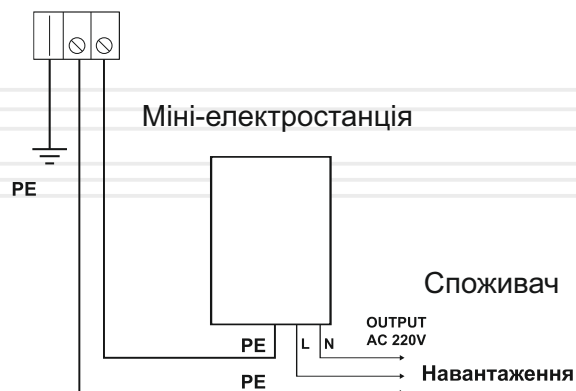 Міні-електростанція
PE
Споживач
OUTPUT
AC 220V
PE
L
N
Навантаження
PE